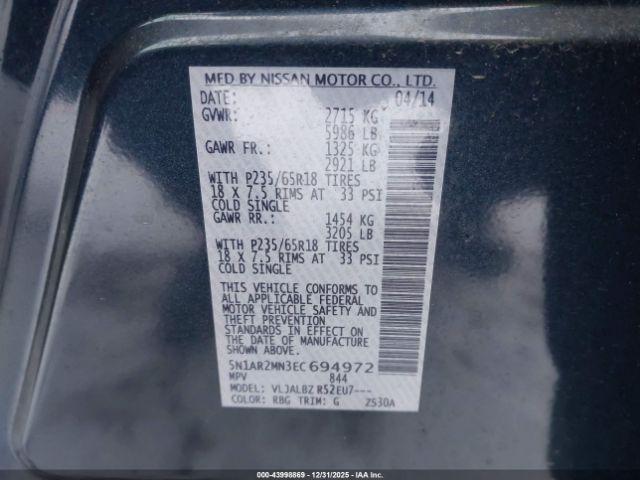 MFD BY NISSAN MOTOR CO., LTD.
DATE: 04/14
GVWR: 2715 KG
5986 LB
GAWR FR.: 1325 KG
2921 LB
WITH P235/65R18 TIRES
18 X 7.5 RIMS AT 33 PSI
COLD SINGLE
GAWR RR.: 1454 KG
3205 LB
WITH P235/65R18 TIRES
18 X 7.5 RIMS AT 33 PSI
COLD SINGLE
THIS VEHICLE CONFORMS TO
ALL APPLICABLE FEDERAL
MOTOR VEHICLE SAFETY AND
THEFT PREVENTION
STANDARDS IN EFFECT ON
THE DATE OF MANUFACTURE
SHOWN ABOVE.
5N1AR2MN3EC694972
MPV 844
MODEL: VLJALBZ R52EU7---
COLOR: RBG TRIM: G ZS30A
000-43998869 - 12/31/2025 - IAAI.COM